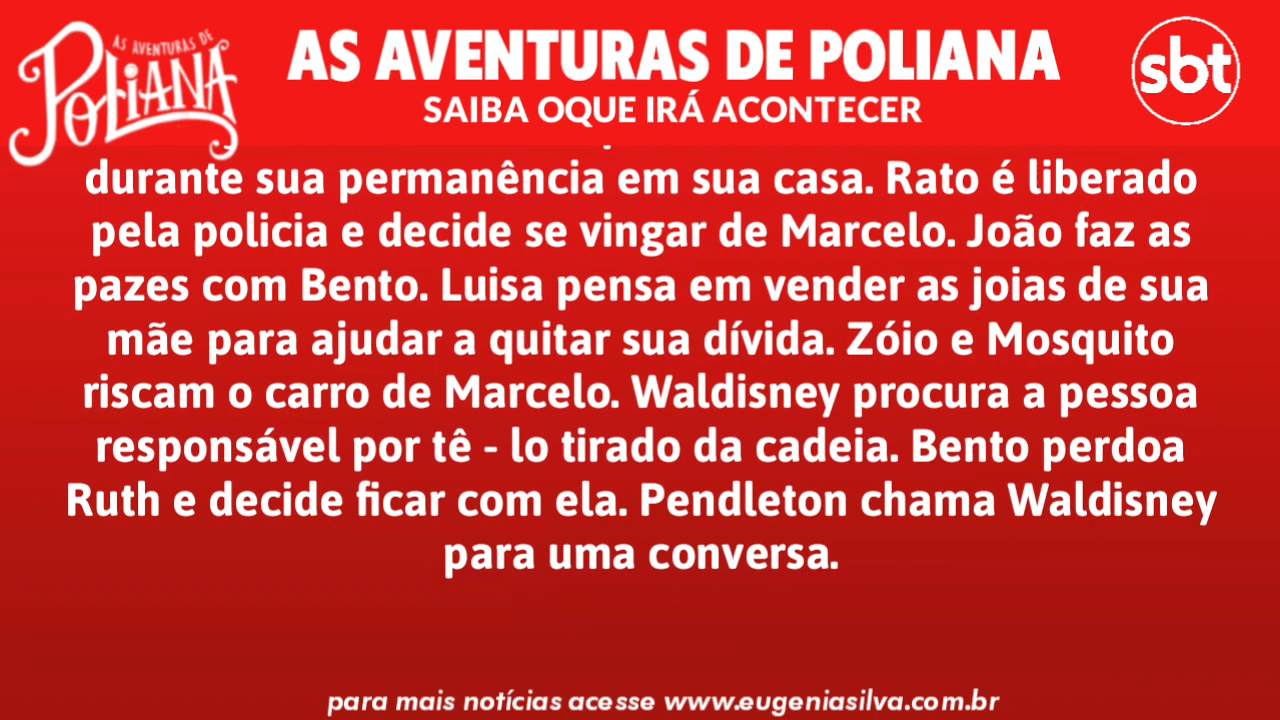 AS AVENTURAS DE
POLIANA
AS AVENTURAS DE POLIANA
SAIBA OQUE IRÁ ACONTECER
sbt
durante sua permanência em sua casa. Rato é liberado
pela policia e decide se vingar de Marcelo. João faz as
pazes com Bento. Luisa pensa em vender as joias de sua
mãe para ajudar a quitar sua dívida. Zóio e Mosquito
riscam o carro de Marcelo. Waldisney procura a pessoa
responsável por tê - lo tirado da cadeia. Bento perdoa
Ruth e decide ficar com ela. Pendleton chama Waldisney
para uma conversa.
para mais notícias acesse www.eugeniasilva.com.br